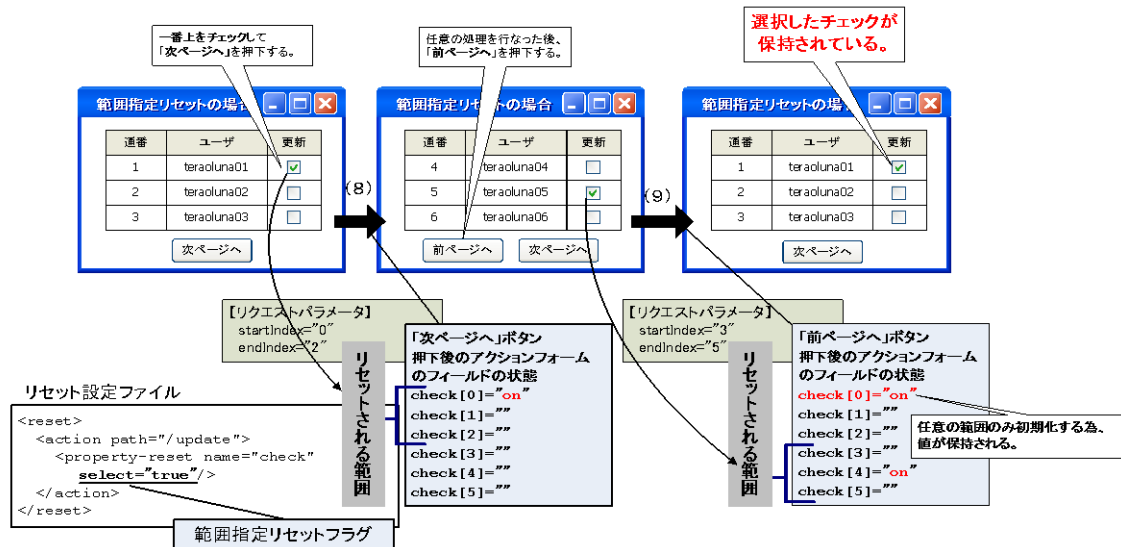 一番上をチェックして
「次ページへ」を押下する。
任意の処理を行なった後、
「前ページへ」を押下する。
選択したチェックが
保持されている。
範囲指定リセットの場合
通番 ユーザ 更新
1 teraoluna01
2 teraoluna02
3 teraoluna03
次ページへ
(8)
範囲指定リセットの場合
通番 ユーザ 更新
4 teraoluna04
5 teraoluna05
6 teraoluna06
前ページへ 次ページへ
(9)
範囲指定リセットの場合
通番 ユーザ 更新
1 teraoluna01
2 teraoluna02
3 teraoluna03
次ページへ
【リクエストパラメータ】
startIndex="0"
endIndex="2"
リセットされる範囲
「次ページへ」ボタン
押下後のアクションフォーム
のフィールドの状態
check[0]="on"
check[1]=""
check[2]=""
check[3]=""
check[4]=""
check[5]=""
【リクエストパラメータ】
startIndex="3"
endIndex="5"
リセットされる範囲
「前ページへ」ボタン
押下後のアクションフォーム
のフィールドの状態
check[0]="on"
check[1]=""
check[2]=""
check[3]=""
check[4]="on"
check[5]=""
任意の範囲のみ初期化する為、
値が保持される。
リセット設定ファイル
<reset>
<action path="/update">
<property-reset name="check"
select="true"/>
</action>
</reset>
範囲指定リセットフラグ